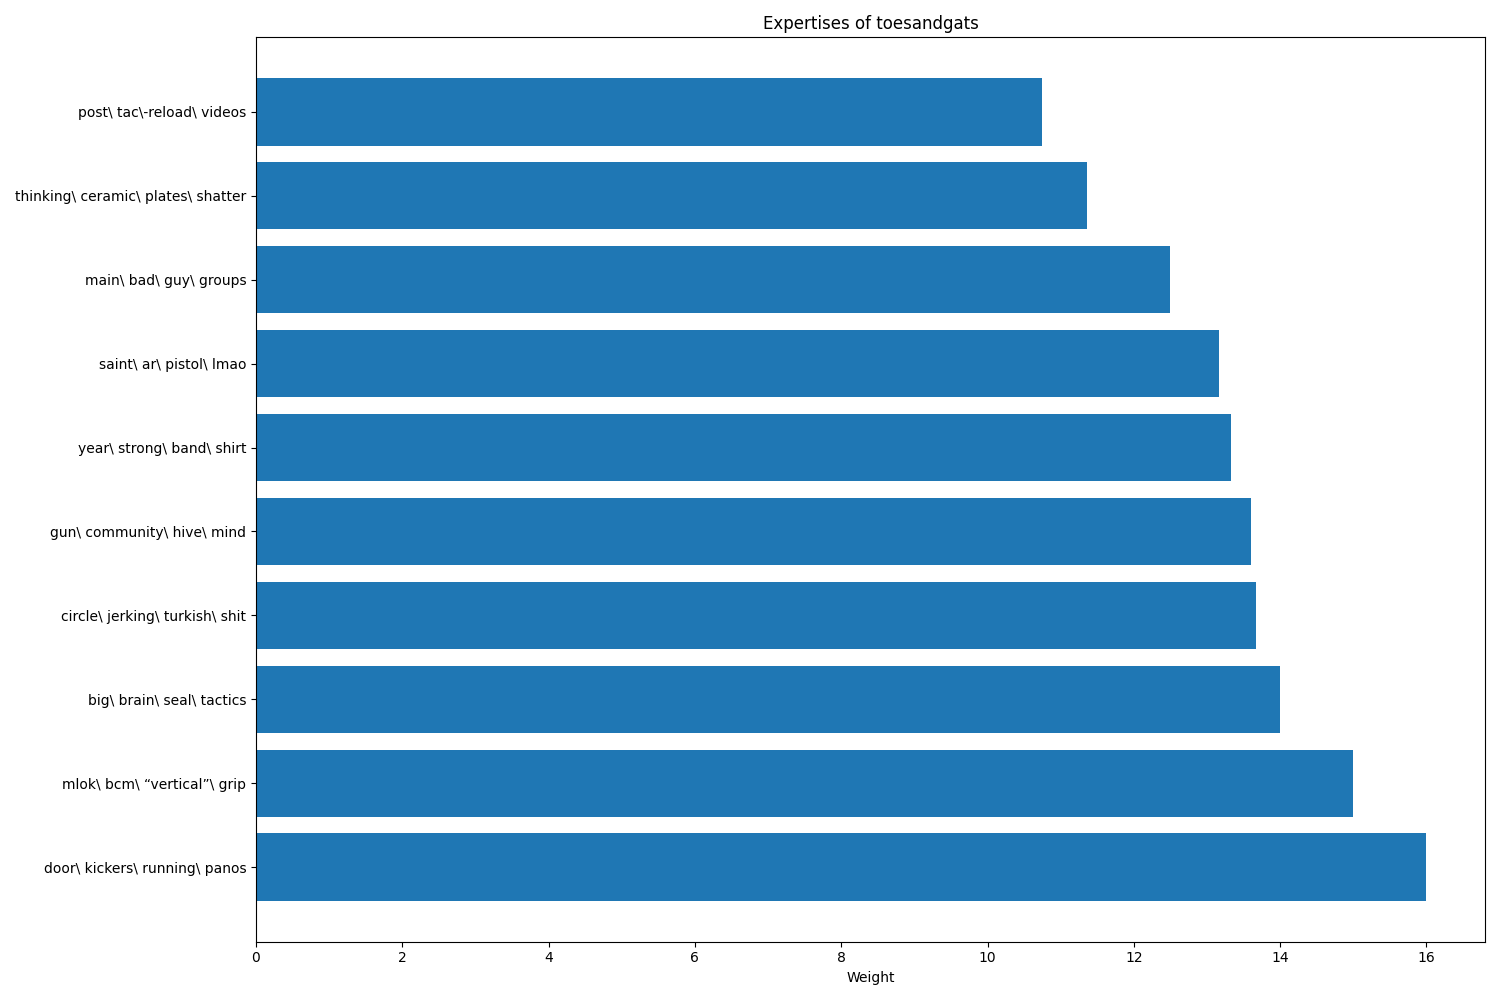 Expertises of toesandgats
post\ tac\-reload\ videos
thinking\ ceramic\ plates\ shatter
main\ bad\ guy\ groups
saint\ ar\ pistol\ lmao
year\ strong\ band\ shirt
gun\ community\ hive\ mind
circle\ jerking\ turkish\ shit
big\ brain\ seal\ tactics
mlok\ bcm\ “vertical”\ grip
door\ kickers\ running\ panos
0 2 4 6 8 10 12 14 16
Weight